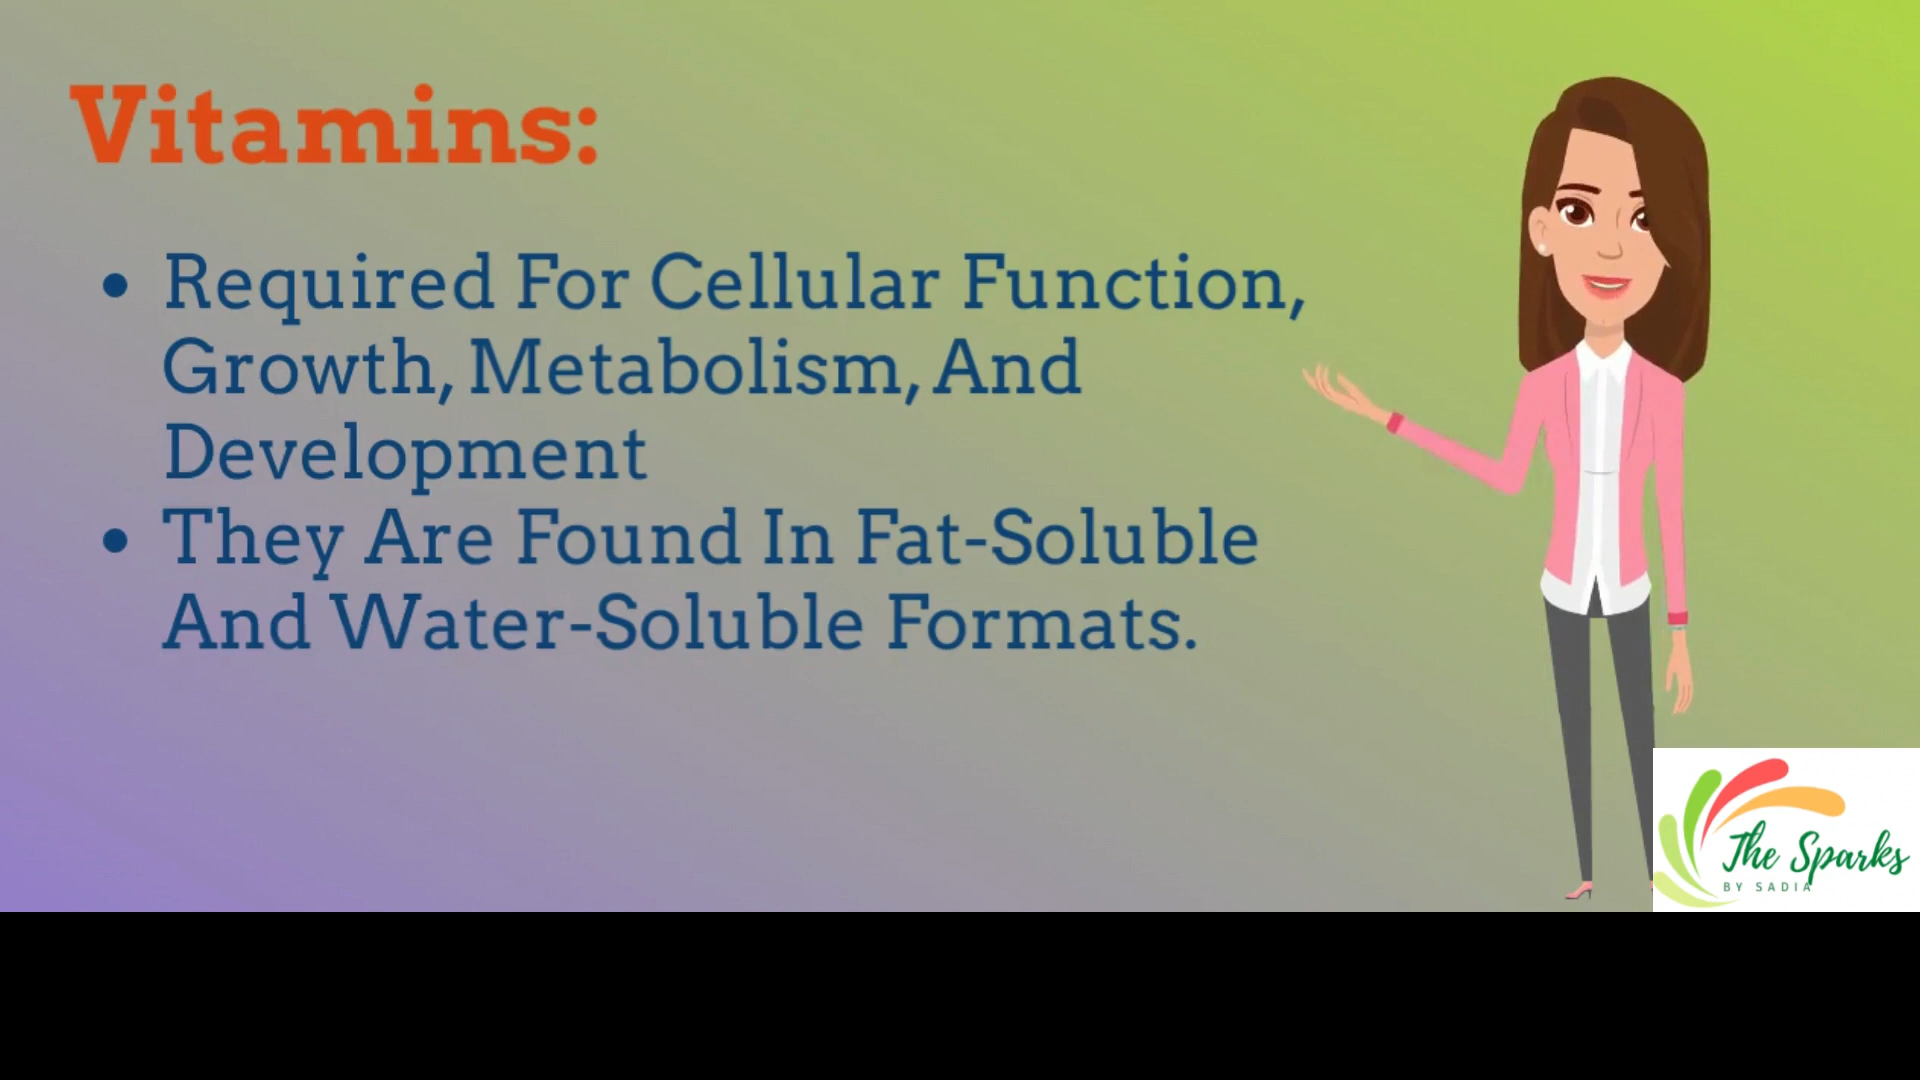 Vitamins:
• Required For Cellular Function,
Growth, Metabolism, And
Development
• They Are Found In Fat-Soluble
And Water-Soluble Formats.
The Sparks
BY SADIA